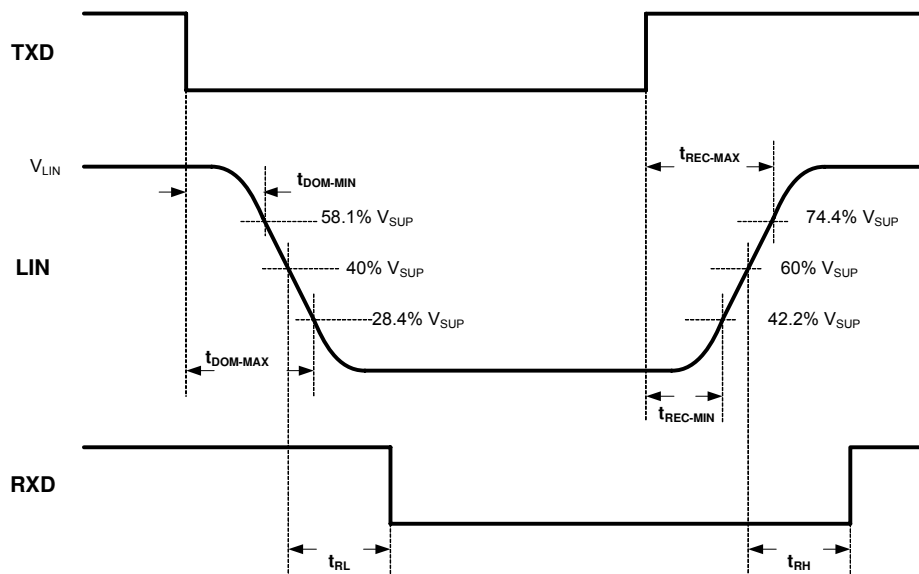 TXD
V_LIN
t_DOM-MIN
t_REC-MAX
58.1% V_SUP
74.4% V_SUP
LIN
40% V_SUP
60% V_SUP
28.4% V_SUP
42.2% V_SUP
t_DOM-MAX
t_REC-MIN
RXD
t_RL
t_RH